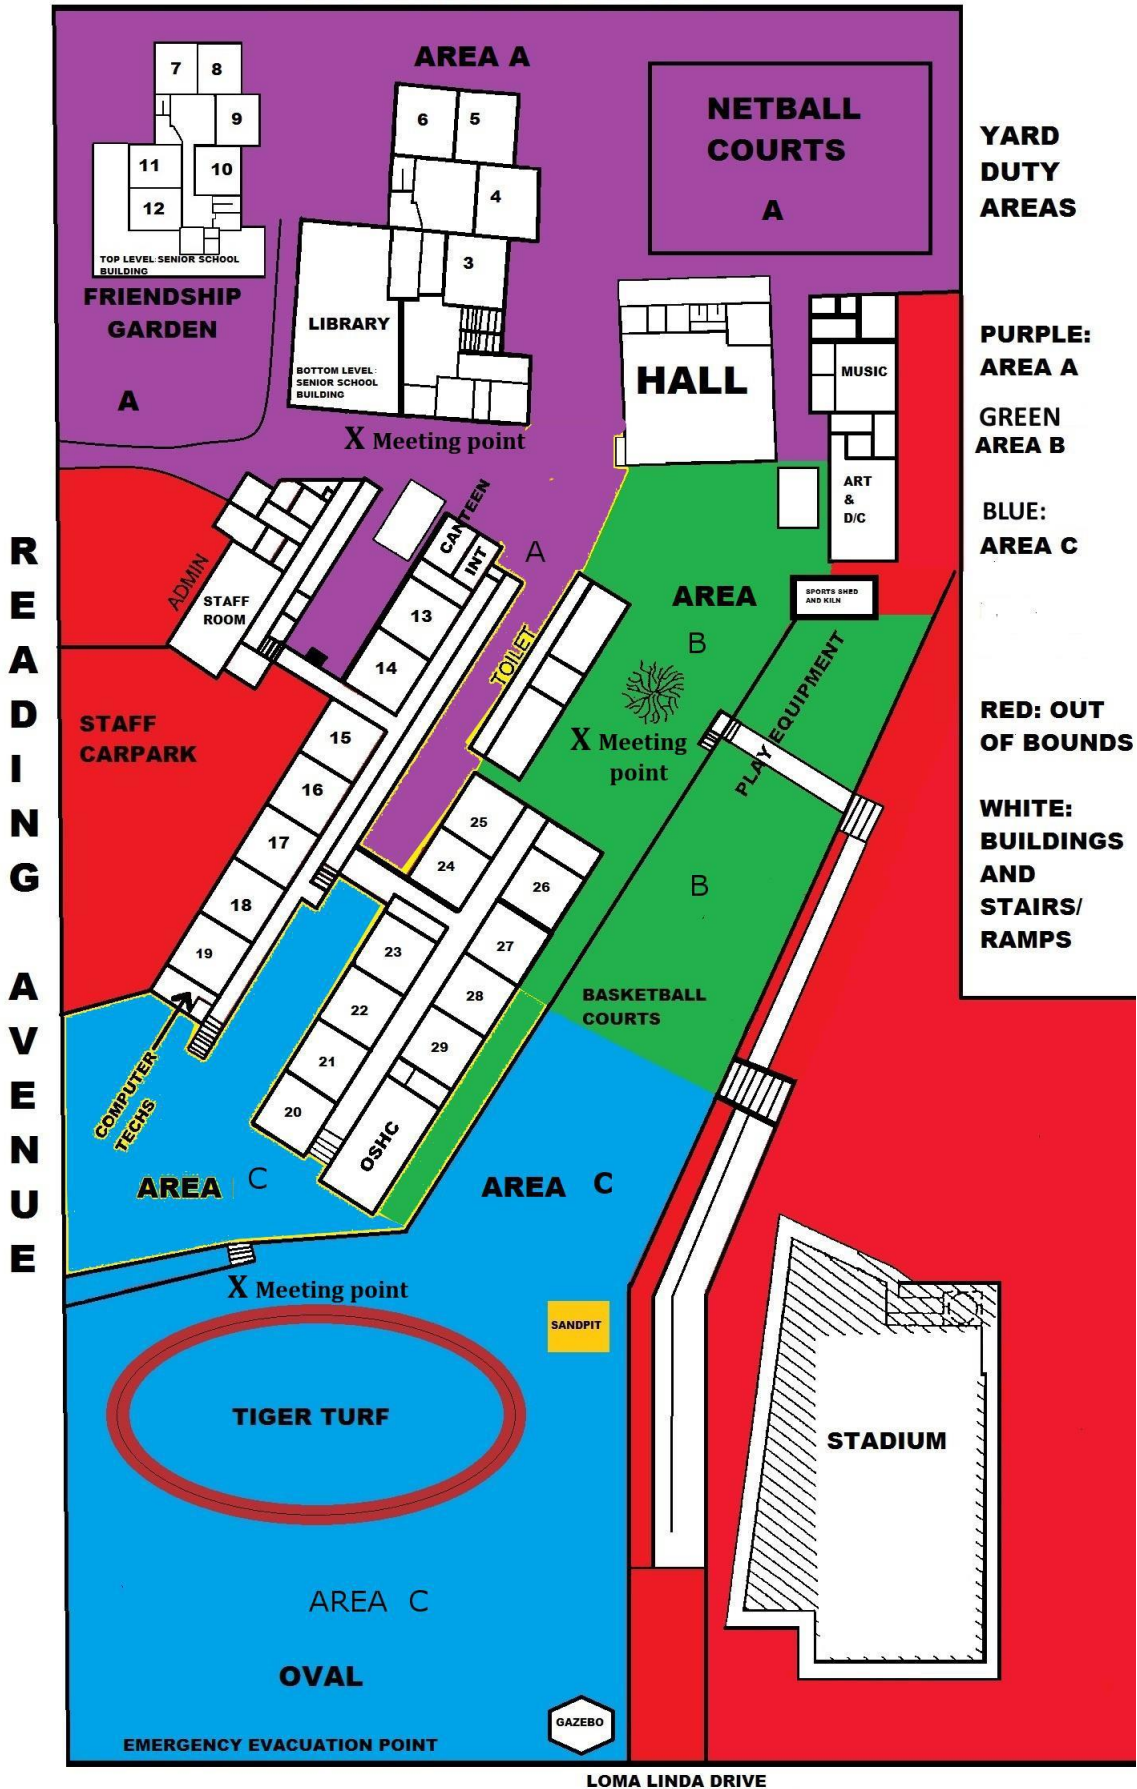 AREA A
7
8
9
10
11
12
TOP LEVEL:SENIOR SCHOOL
BUILDING
FRIENDSHIP
GARDEN
A
6
5
4
3
LIBRARY
BOTTOM LEVEL:
SENIOR SCHOOL
BUILDING
X Meeting point
NETBALL
COURTS
A
HALL
MUSIC
ART
&
D/C
YARD
DUTY
AREAS
PURPLE:
AREA A
GREEN
AREA B
BLUE:
AREA C
RED: OUT
OF BOUNDS
WHITE:
BUILDINGS
AND
STAIRS/
RAMPS
READING AVENUE
ADMIN
STAFF
ROOM
STAFF
CARPARK
CANTEEN
INT
A
13
14
15
16
17
18
19
TOILET
AREA
B
SPORTS SHED
AND KILN
X Meeting
point
PLAY EQUIPMENT
B
BASKETBALL
COURTS
25
24
26
27
28
29
23
22
21
20
OSHC
COMPUTER
TECHS
AREA C
AREA C
X Meeting point
SANDPIT
TIGER TURF
STADIUM
AREA C
OVAL
GAZEBO
EMERGENCY EVACUATION POINT
LOMA LINDA DRIVE